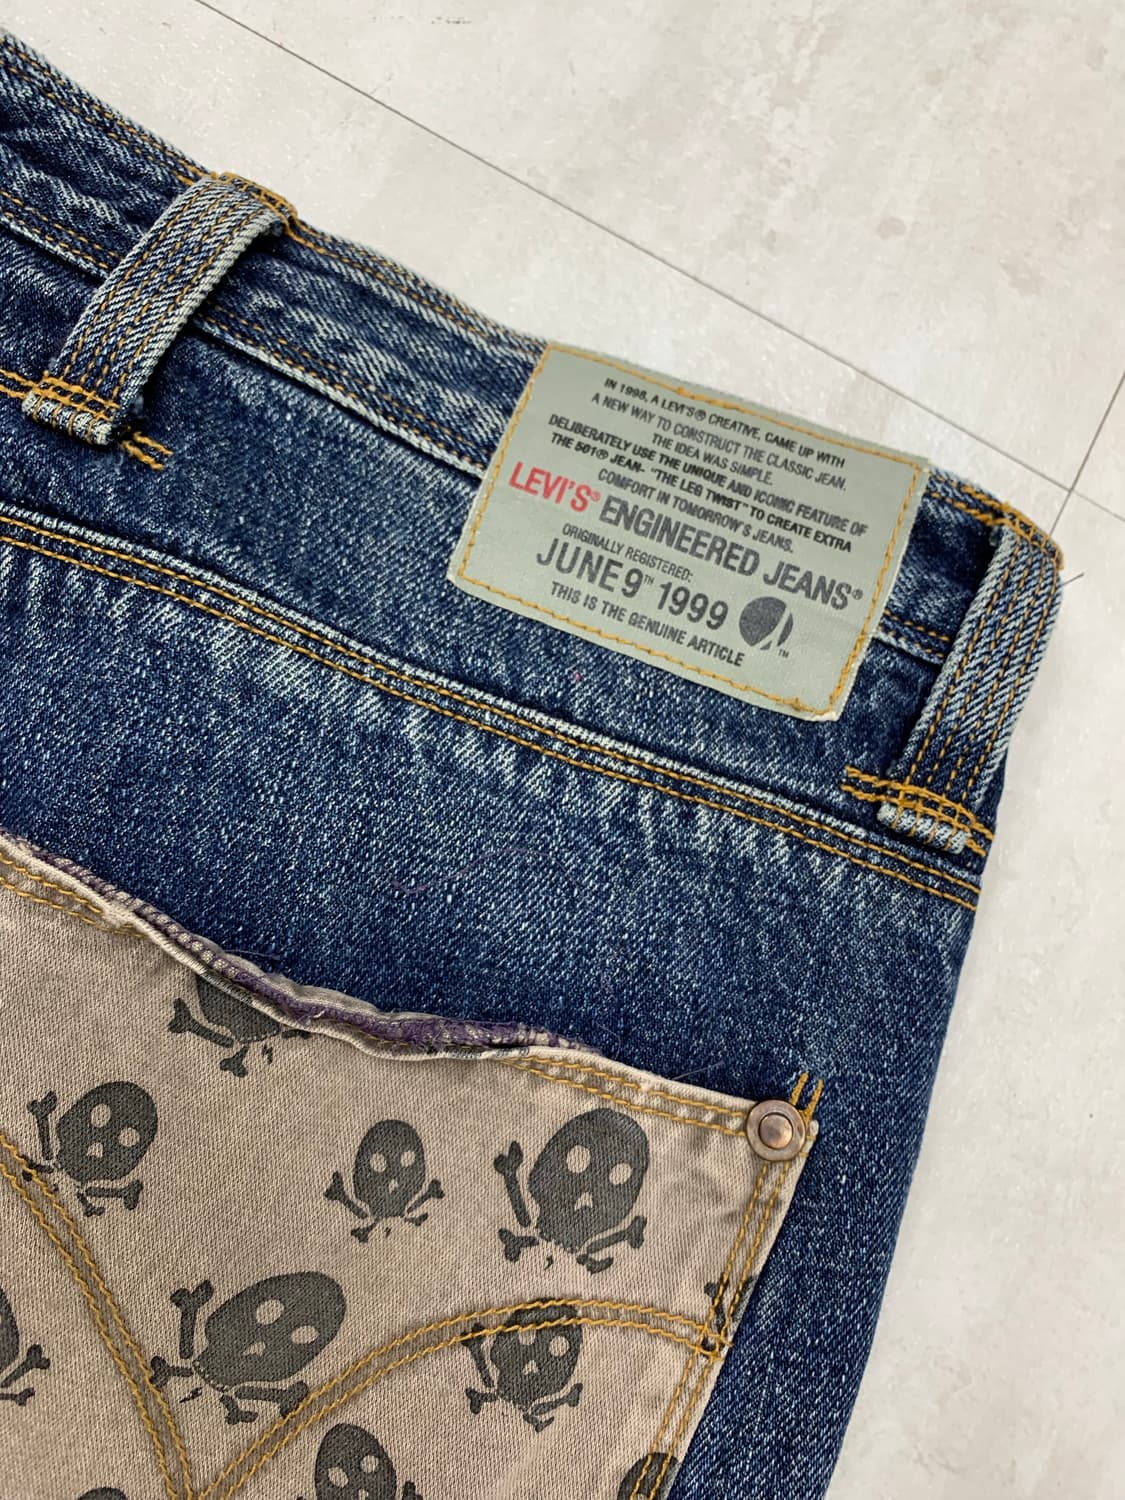 IN 1998, A LEVI'S® CREATIVE, CAME UP WITH
A NEW WAY TO CONSTRUCT THE CLASSIC JEAN.
THE IDEA WAS SIMPLE.
DELIBERATELY USE THE UNIQUE AND ICONIC FEATURE OF
THE 501® JEAN- "THE LEG TWIST" TO CREATE EXTRA
COMFORT IN TOMORROW'S JEANS.
LEVI'S® ENGINEERED JEANS®
ORIGINALLY REGISTERED:
JUNE 9TH 1999
THIS IS THE GENUINE ARTICLE
TM